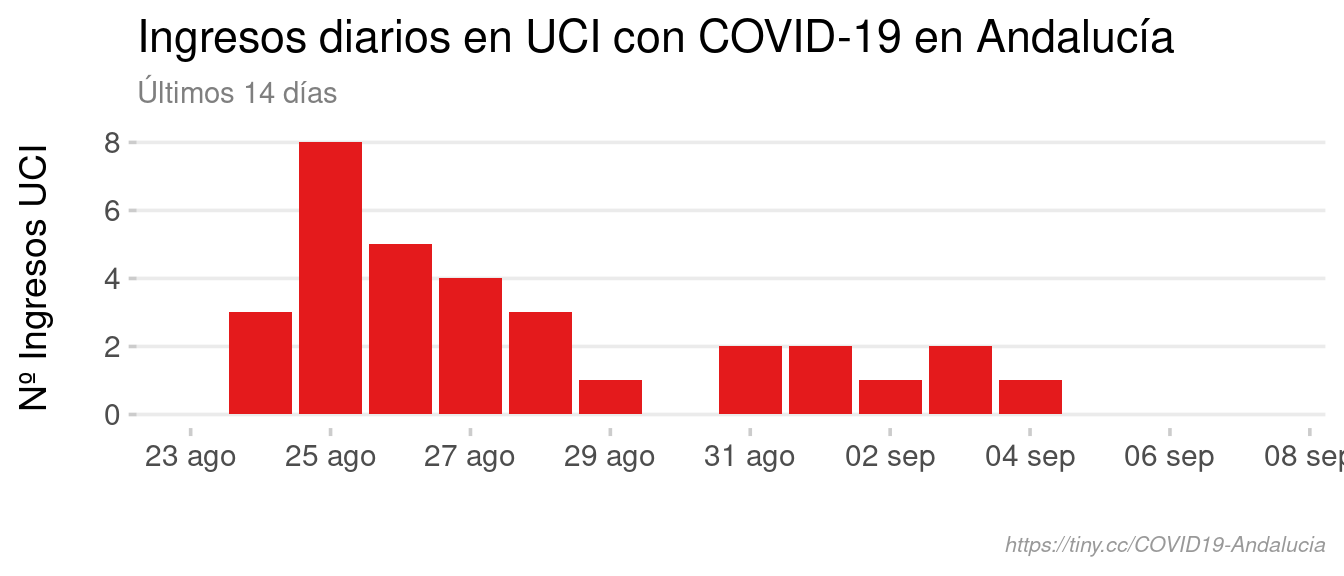 Ingresos diarios en UCI con COVID-19 en Andalucía
Últimos 14 días
Nº Ingresos UCI
8
6
4
2
0
23 ago 25 ago 27 ago 29 ago 31 ago 02 sep 04 sep 06 sep 08 sep
https://tiny.cc/COVID19-Andalucia